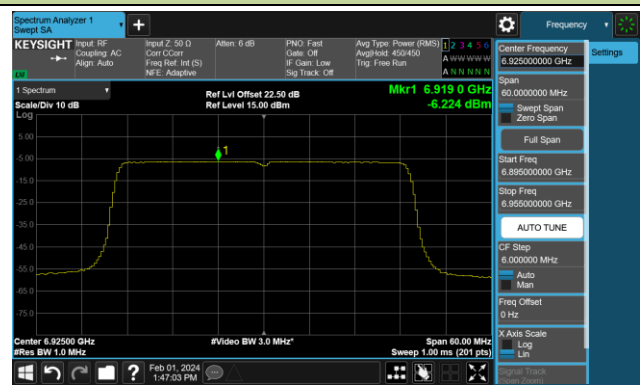 Spectrum Analyzer 1
Swept SA
Frequency
KEYSIGHT
Input: RF
Coupling: AC
Align: Auto
Input Z: 50 Ω
Corr CCorr
Freq Ref: Int (S)
NFE: Adaptive
Atten: 6 dB
PNO: Fast
Gate: Off
IF Gain: Low
Sig Track: Off
Avg Type: Power (RMS)
Avg|Hold: 450/450
Trig: Free Run
1 2 3 4 5 6
A W W W W W
A N N N N N
LXI
1 Spectrum
Scale/Div 10 dB
Log
Ref Lvl Offset 22.50 dB
Ref Level 15.00 dBm
Mkr1 6.919 0 GHz
-6.224 dBm
1
5.00
-5.00
-15.0
-25.0
-35.0
-45.0
-55.0
-65.0
-75.0
Center 6.92500 GHz
#Res BW 1.0 MHz
#Video BW 3.0 MHz*
Span 60.00 MHz
Sweep 1.00 ms (201 pts)
Center Frequency
6.925000000 GHz
Settings
Span
60.0000000 MHz
Swept Span
Zero Span
Full Span
Start Freq
6.895000000 GHz
Stop Freq
6.955000000 GHz
AUTO TUNE
CF Step
6.000000 MHz
Auto
Man
Freq Offset
0 Hz
X Axis Scale
Log
Lin
Signal Track
(Span Zoom)
Feb 01, 2024
1:47:03 PM